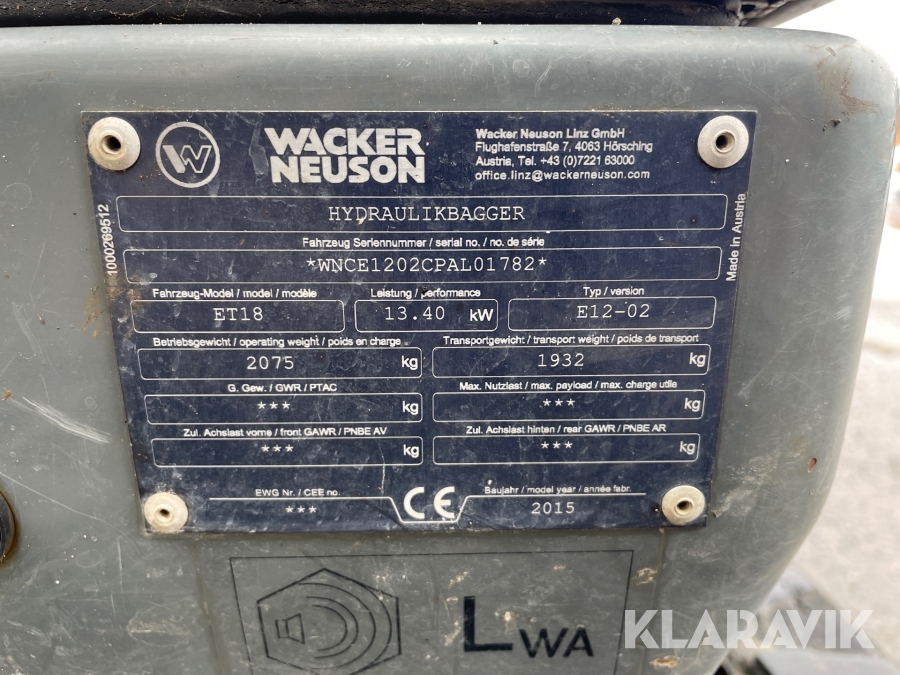 WACKER
NEUSON
Wacker Neuson Linz GmbH
Flughafenstraße 7, 4063 Hörsching
Austria, Tel. +43 (0)7221 63000
office.linz@wackerneuson.com
1000269512
Made in Austria
HYDRAULIKBAGGER
Fahrzeug Seriennummer / serial no. / no. de série
*WNCE1202CPAL01782*
Fahrzeug-Model / model / modèle
Leistung / performance
Typ / version
ET18
13.40 kW
E12-02
Betriebsgewicht / operating weight / poids en charge
Transportgewicht / transport weight / poids de transport
2075 kg
1932 kg
G. Gew. / GWR / PTAC
Max. Nutzlast / max. payload / max. charge utile
*** kg
*** kg
Zul. Achslast vorne / front GAWR / PNBE AV
Zul. Achslast hinten / rear GAWR / PNBE AR
*** kg
*** kg
EWG Nr. / CEE no.
***
CE
Baujahr / model year / année fabr.
2015
LWA
KLARAVIK